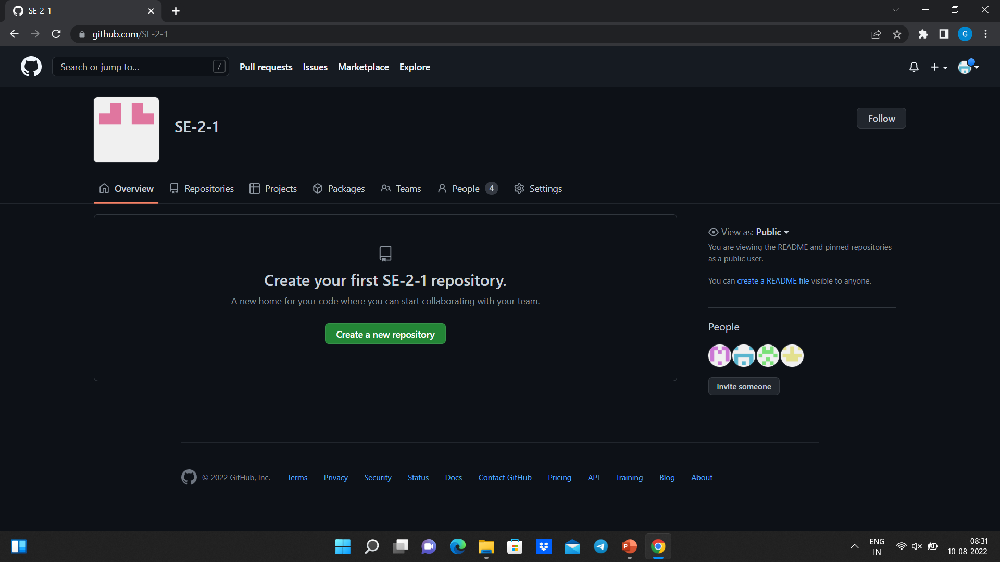 SE-2-1
github.com/SE-2-1
G
Search or jump to...
/
Pull requests
Issues
Marketplace
Explore
SE-2-1
Follow
Overview
Repositories
Projects
Packages
Teams
People 4
Settings
Create your first SE-2-1 repository.
A new home for your code where you can start collaborating with your team.
Create a new repository
View as: Public
You are viewing the README and pinned repositories
as a public user.
You can create a README file visible to anyone.
People
Invite someone
© 2022 GitHub, Inc.
Terms
Privacy
Security
Status
Docs
Contact GitHub
Pricing
API
Training
Blog
About
P
ENG
IN
08:31
10-08-2022